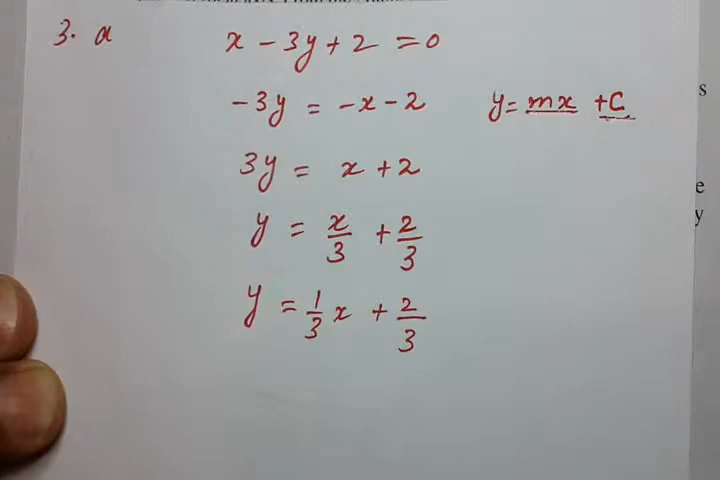 3. a x - 3y + 2 = 0
-3y = -x - 2 y = mx + c
3y = x + 2
y = x/3 + 2/3
y = 1/3 x + 2/3
s
e
y